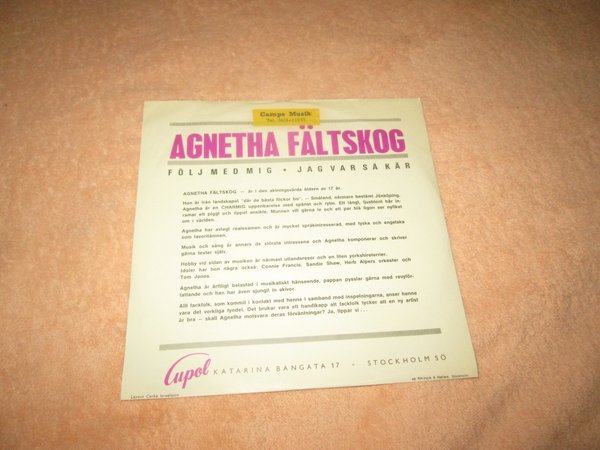 Camps Musik
AGNETHA FÄLTSKOG
FÖLJ MED MIG • JAG VAR SÅ KÄR
AGNETHA FÄLTSKOG — är i den aktningsvärda åldern av 17 år.
Hon är från landskapet "där de bästa flickor bo". — Småland, närmare bestämt Jönköping.
Agnetha är en CHARMIG uppenbarelse med spänst och rytm. Ett långt, ljusblont hår in-
ramar ett piggt och öppet ansikte. Munnen vill gärna le och ett par blå ögon ser nyfiket
om i världen.
Agnetha har avlagt realexamen och är mycket språkintresserad, med tyska och engelska
som favoritämnen.
Musik och sång är annars de största intressena och Agnetha komponerar och skriver
gärna texter själv.
Hobby vid sidan av musiken är närmast utlandsresor och en liten yorkshireterrier.
Idoler har hon några också: Connie Francis, Sandie Shaw, Herb Alpers orkester och
Tom Jones.
Agnetha är ärftligt belastad i musikaliskt hänseende, pappan pysslar gärna med revyför-
fattande och han har även sjungit in skivor.
Allt fackfolk, som kommit i kontakt med henne i samband med inspelningarna, anser henne
vara det verkliga fyndet. Det brukar vara ett handikapp att fackfolk tycker att en ny artist
är bra — skall Agnetha motsvara deras förväntningar? Ja, tippar vi . . .
Cupol KATARINA BANGATA 17 - STOCKHOLM SÖ